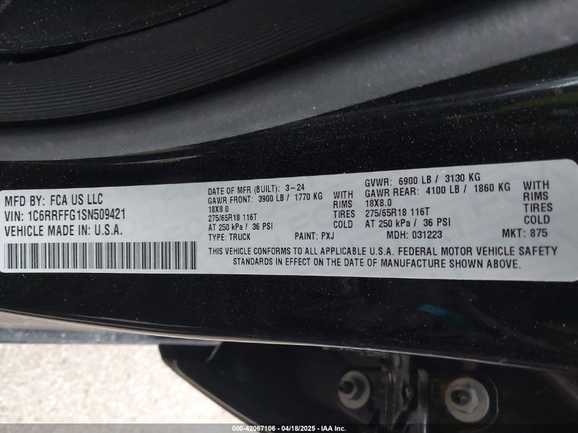 MFD BY: FCA US LLC
VIN: 1C6RRFFG1SN509421
VEHICLE MADE IN: U.S.A.
DATE OF MFR (BUILT): 3-24 GVWR: 6900 LB / 3130 KG
GAWR FRONT: 3900 LB / 1770 KG WITH GAWR REAR: 4100 LB / 1860 KG WITH
18X8.0 RIMS 18X8.0 RIMS
275/65R18 116T TIRE 275/65R18 116T TIRE
AT 250 kPa / 36 PSI COLD AT 250 kPa / 36 PSI COLD
TYPE: TRUCK PAINT: PXJ MDH: 031223 MKT: 875
THIS VEHICLE CONFORMS TO ALL APPLICABLE U.S.A. FEDERAL MOTOR VEHICLE SAFETY
STANDARDS IN EFFECT ON THE DATE OF MANUFACTURE SHOWN ABOVE.
000-42067106 - 04/18/2025 - IAA Inc.